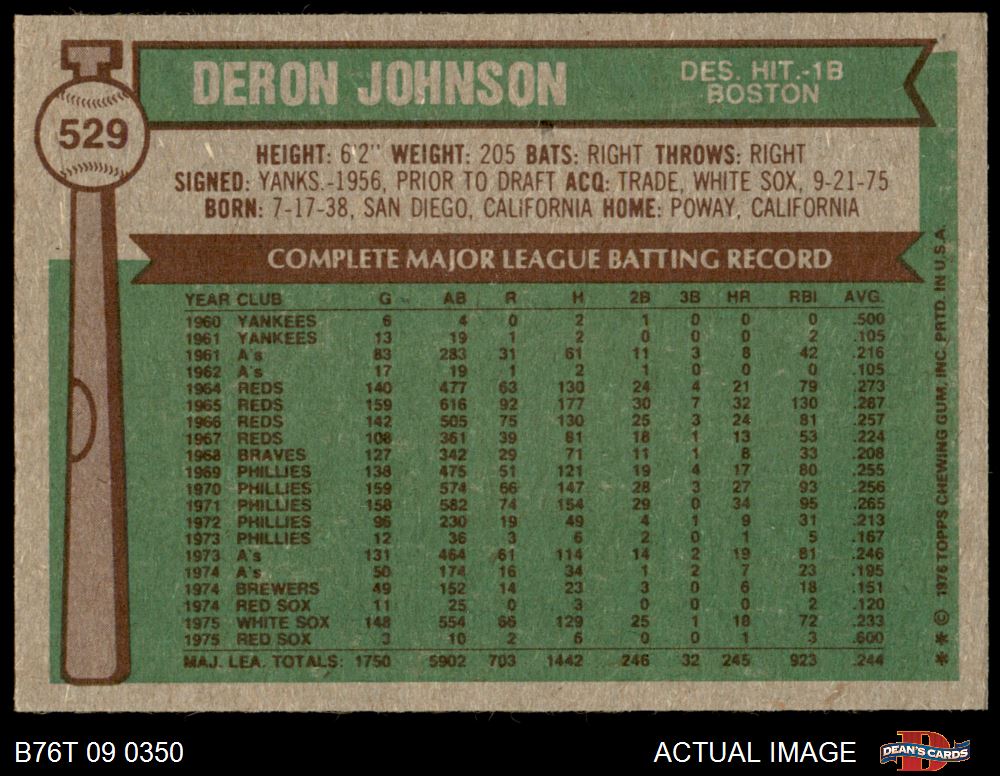 529
DERON JOHNSON
DES. HIT.-1B
BOSTON
HEIGHT: 6'2" WEIGHT: 205 BATS: RIGHT THROWS: RIGHT
SIGNED: YANKS.-1956, PRIOR TO DRAFT ACQ: TRADE, WHITE SOX, 9-21-75
BORN: 7-17-38, SAN DIEGO, CALIFORNIA HOME: POWAY, CALIFORNIA
COMPLETE MAJOR LEAGUE BATTING RECORD
YEAR CLUB G AB R H 2B 3B HR RBI AVG.
1960 YANKEES 6 4 0 2 1 0 0 0 .500
1961 YANKEES 13 19 1 2 0 0 0 2 .105
1961 A's 83 283 31 61 11 3 8 42 .216
1962 A's 17 19 1 2 1 0 0 0 .105
1964 REDS 140 477 63 130 24 4 21 79 .273
1965 REDS 159 616 92 177 30 7 32 130 .287
1966 REDS 142 505 75 130 25 3 24 81 .257
1967 REDS 108 361 39 81 18 1 13 53 .224
1968 BRAVES 127 342 29 71 11 1 8 33 .208
1969 PHILLIES 138 475 51 121 19 4 17 80 .255
1970 PHILLIES 159 574 66 147 28 3 27 93 .256
1971 PHILLIES 158 582 74 154 29 0 34 95 .265
1972 PHILLIES 96 230 19 49 4 1 9 31 .213
1973 PHILLIES 12 36 3 6 2 0 1 5 .167
1973 A's 131 464 61 114 14 2 19 81 .246
1974 A's 50 174 16 34 1 2 7 23 .195
1974 BREWERS 49 152 14 23 3 0 6 18 .151
1974 RED SOX 11 25 0 3 0 0 0 2 .120
1975 WHITE SOX 148 554 66 129 25 1 18 72 .233
1975 RED SOX 3 10 2 6 0 0 1 3 .600
MAJ. LEA. TOTALS: 1750 5902 703 1442 246 32 245 923 .244
* * © 1976 TOPPS CHEWING GUM, INC. PRTD. IN U.S.A.
B76T 09 0350
ACTUAL IMAGE
DEAN'S CARDS